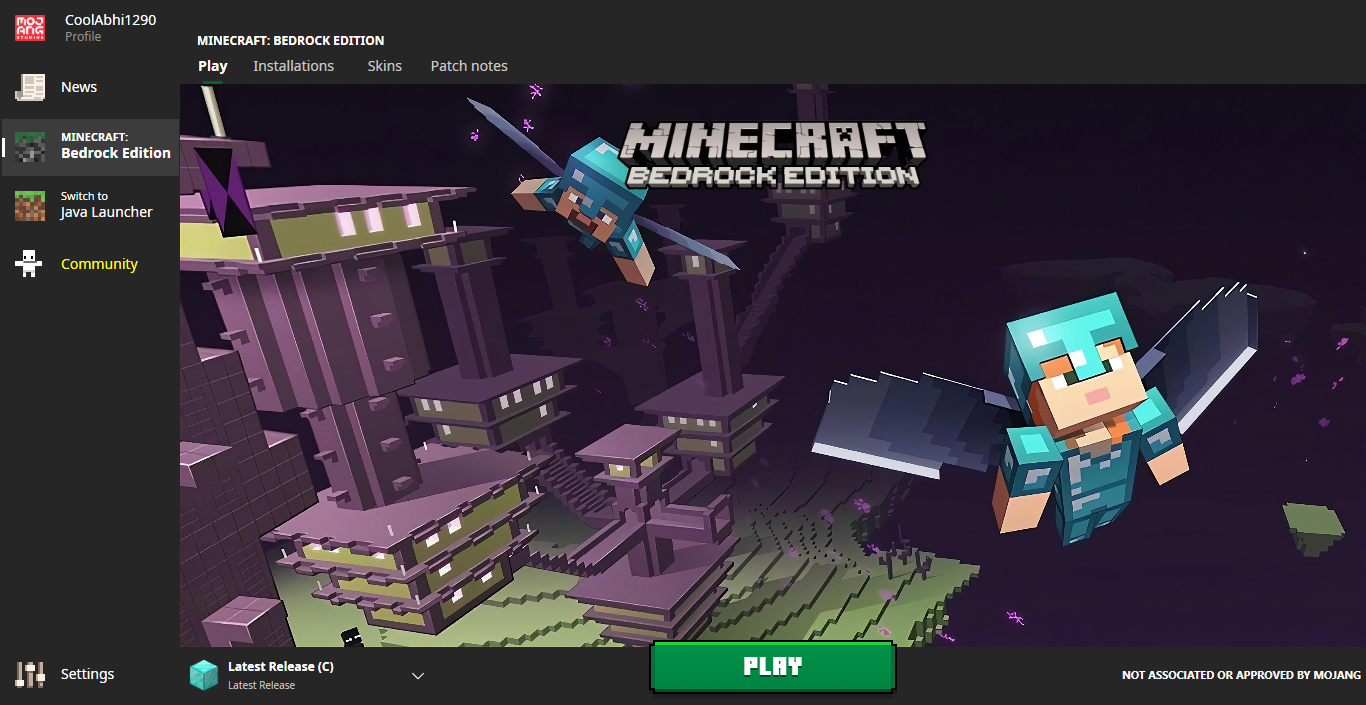 MOJANG
STUDIOS
CoolAbhi1290
Profile
News
MINECRAFT:
Bedrock Edition
Switch to
Java Launcher
Community
Settings
MINECRAFT: BEDROCK EDITION
Play Installations Skins Patch notes
MINECRAFT
BEDROCK EDITION
Latest Release (C)
Latest Release
PLAY
NOT ASSOCIATED OR APPROVED BY MOJANG